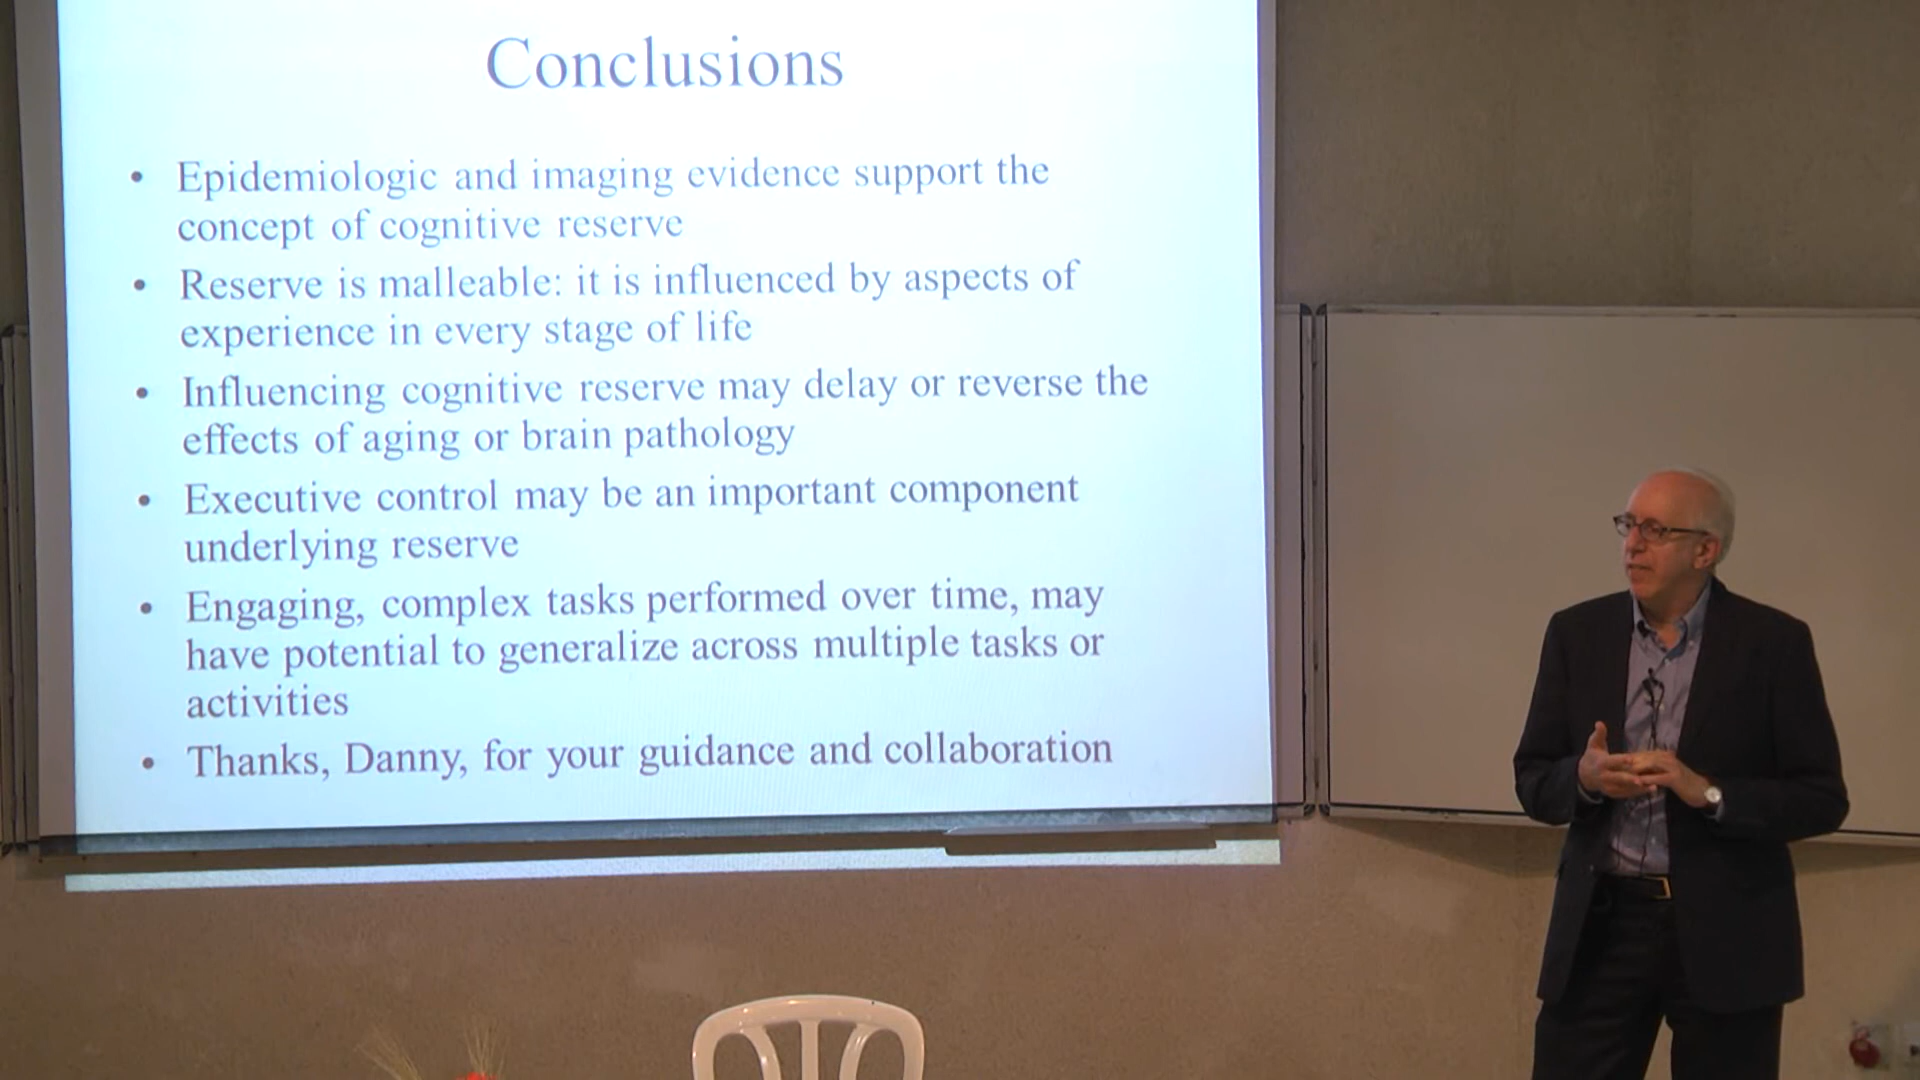 Conclusions
• Epidemiologic and imaging evidence support the
concept of cognitive reserve
• Reserve is malleable: it is influenced by aspects of
experience in every stage of life
• Influencing cognitive reserve may delay or reverse the
effects of aging or brain pathology
• Executive control may be an important component
underlying reserve
• Engaging, complex tasks performed over time, may
have potential to generalize across multiple tasks or
activities
• Thanks, Danny, for your guidance and collaboration